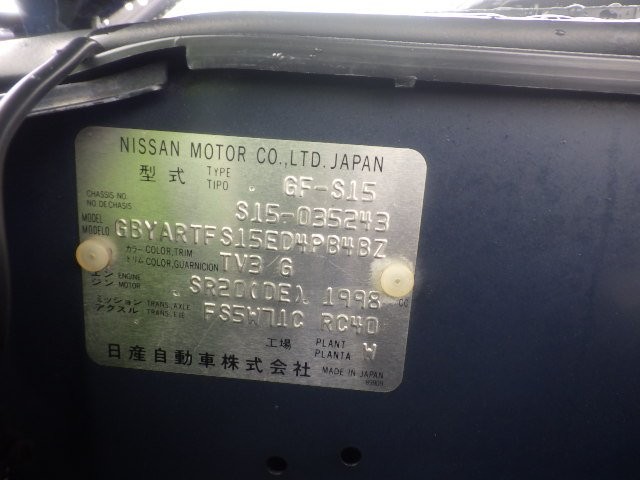 NISSAN MOTOR CO., LTD. JAPAN
型式 TYPE TIPO GF-S15
CHASSIS NO. NO. DE CHASIS S15-035243
MODEL MODELO GBYARTFS15ED4PB4BZ
カラー COLOR, TRIM トリム COLOR, GUARNICION TV3 G
エンジン ENGINE MOTOR SR20(DE) 1998 CC
ミッション アクスル TRANS., AXLE TRANS., EJE FS5W71C RC40
工場 PLANT PLANTA W
日産自動車株式会社 MADE IN JAPAN